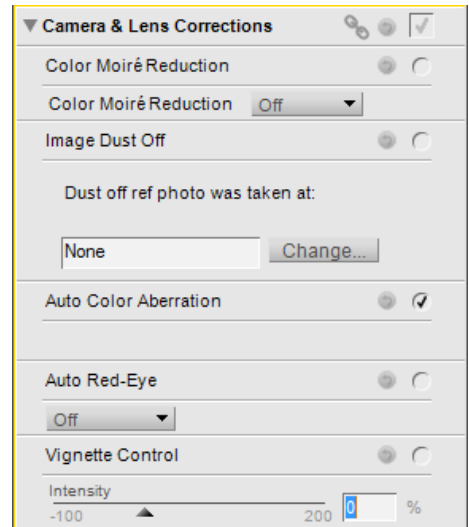 Camera & Lens Corrections
Color Moiré Reduction
Color Moiré Reduction Off
Image Dust Off
Dust off ref photo was taken at:
None Change...
Auto Color Aberration
Auto Red-Eye
Off
Vignette Control
Intensity
-100 200 0 %